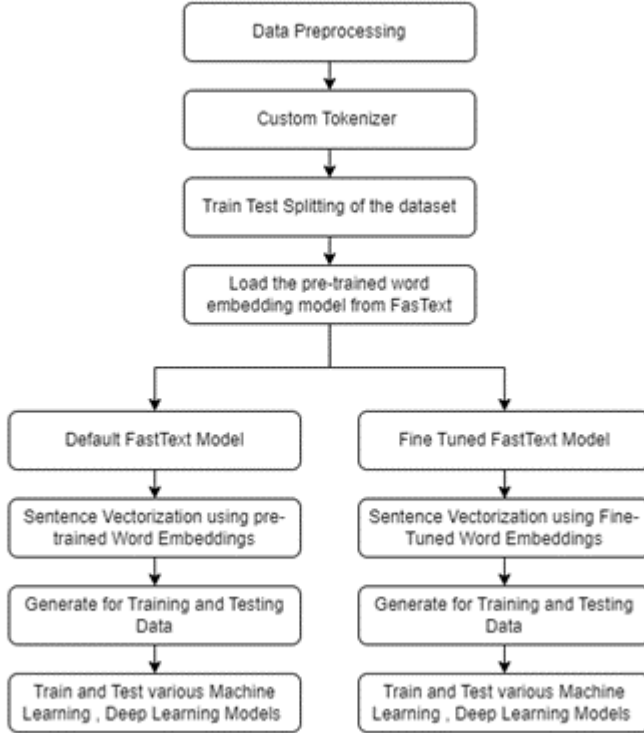 Data Preprocessing
Custom Tokenizer
Train Test Splitting of the dataset
Load the pre-trained word
embedding model from FasText
Default FastText Model
Sentence Vectorization using pre-
trained Word Embeddings
Generate for Training and Testing
Data
Train and Test various Machine
Learning , Deep Learning Models
Fine Tuned FastText Model
Sentence Vectorization using Fine-
Tuned Word Embeddings
Generate for Training and Testing
Data
Train and Test various Machine
Learning , Deep Learning Models